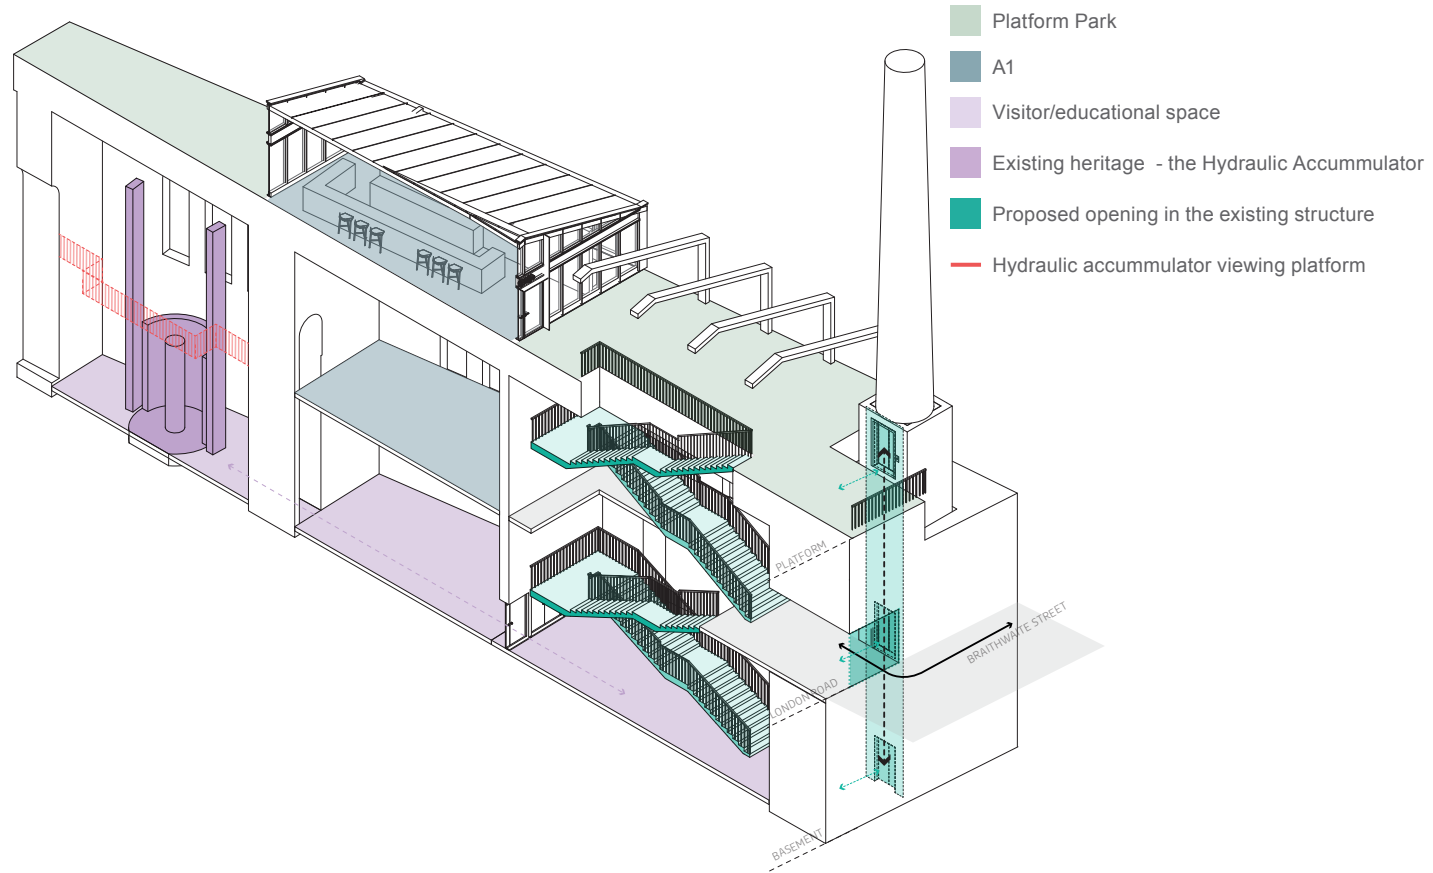 Platform Park
A1
Visitor/educational space
Existing heritage  - the Hydraulic Accummulator
Proposed opening in the existing structure
Hydraulic accummulator viewing platform
PLATFORM
BRAITHWAITE STREET
LONDON ROAD
BASEMENT